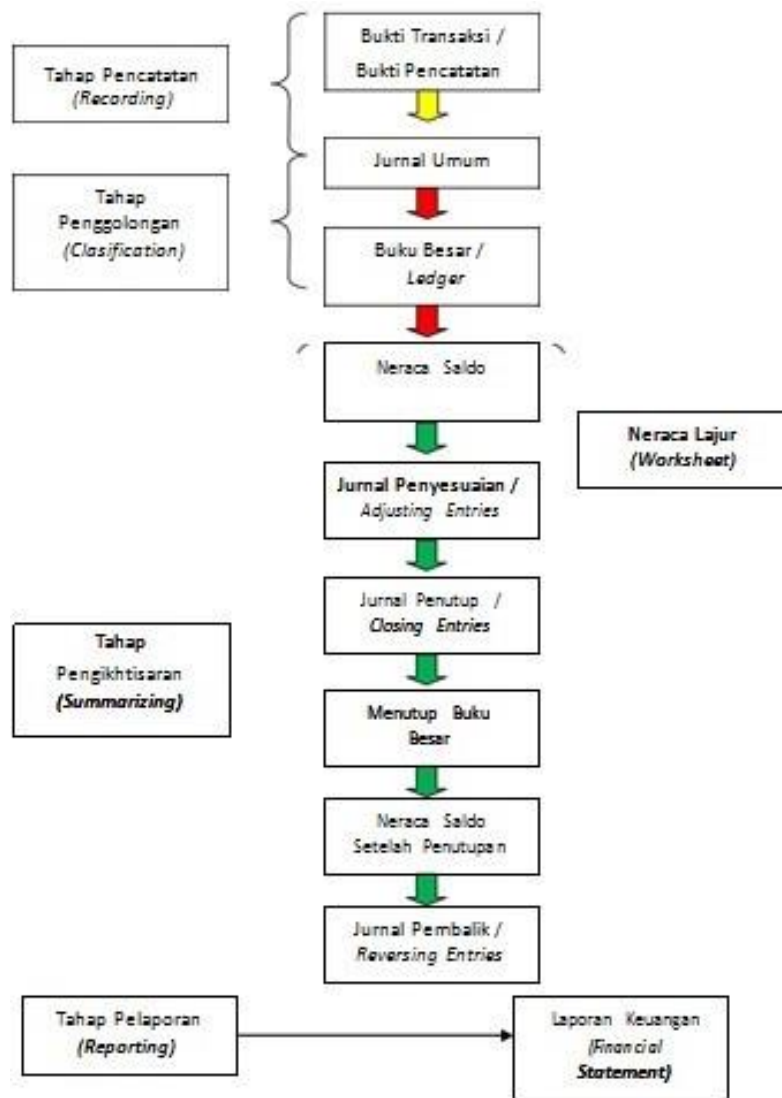 Bukti Transaksi /
Bukti Pencatatan
Tahap Pencatatan
(Recording)
Jurnal Umum
Tahap
Penggolongan
(Clasification)
Buku Besar /
Ledger
Neraca Saldo
Neraca Lajur
(Worksheet)
Jurnal Penyesuaian /
Adjusting Entries
Jurnal Penutup /
Closing Entries
Tahap
Pengikhtisaran
(Summarizing)
Menutup Buku
Besar
Neraca Saldo
Setelah Penutupan
Jurnal Pembalik /
Reversing Entries
Tahap Pelaporan
(Reporting)
Laporan Keuangan
(Financial
Statement)